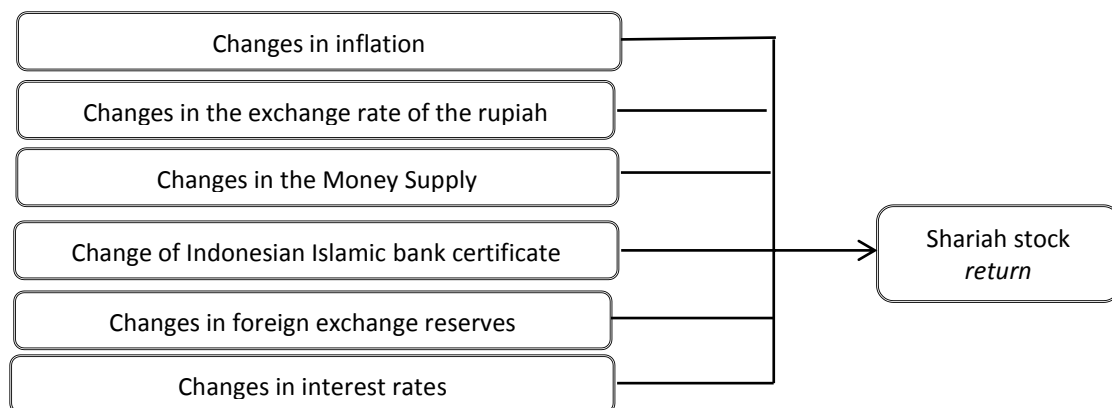 Changes in inflation
Changes in the exchange rate of the rupiah
Changes in the Money Supply
Change of Indonesian Islamic bank certificate
Changes in foreign exchange reserves
Changes in interest rates
Shariah stock
return